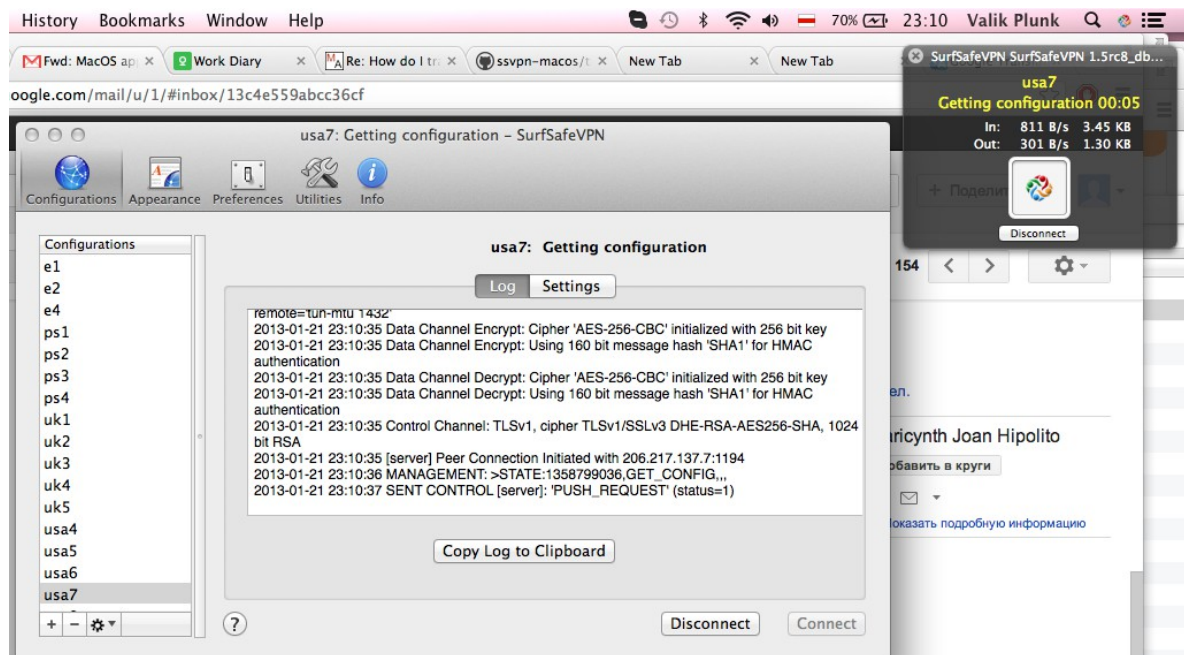 History Bookmarks Window Help 70% 23:10 Valik Plunk
Fwd: MacOS ap Work Diary Re: How do I tr ssvpn-macos/t New Tab New Tab
oogle.com/mail/u/1/#inbox/13c4e559abcc36cf
SurfSafeVPN SurfSafeVPN 1.5rc8_db...
usa7
Getting configuration 00:05
In: 811 B/s 3.45 KB
Out: 301 B/s 1.30 KB
Disconnect
usa7: Getting configuration – SurfSafeVPN
Configurations Appearance Preferences Utilities Info
Configurations
e1
e2
e4
ps1
ps2
ps3
ps4
uk1
uk2
uk3
uk4
uk5
usa4
usa5
usa6
usa7
usa7: Getting configuration
Log Settings
remote='tun-mtu 1432'
2013-01-21 23:10:35 Data Channel Encrypt: Cipher 'AES-256-CBC' initialized with 256 bit key
2013-01-21 23:10:35 Data Channel Encrypt: Using 160 bit message hash 'SHA1' for HMAC
authentication
2013-01-21 23:10:35 Data Channel Decrypt: Cipher 'AES-256-CBC' initialized with 256 bit key
2013-01-21 23:10:35 Data Channel Decrypt: Using 160 bit message hash 'SHA1' for HMAC
authentication
2013-01-21 23:10:35 Control Channel: TLSv1, cipher TLSv1/SSLv3 DHE-RSA-AES256-SHA, 1024
bit RSA
2013-01-21 23:10:35 [server] Peer Connection Initiated with 206.217.137.7:1194
2013-01-21 23:10:36 MANAGEMENT: >STATE:1358799036,GET_CONFIG,,,
2013-01-21 23:10:37 SENT CONTROL [server]: 'PUSH_REQUEST' (status=1)
Copy Log to Clipboard
+ − ?
Disconnect Connect
+ Подели
154 < >
ел.
aricynth Joan Hipolito
обавить в круги
Показать подробную информацию